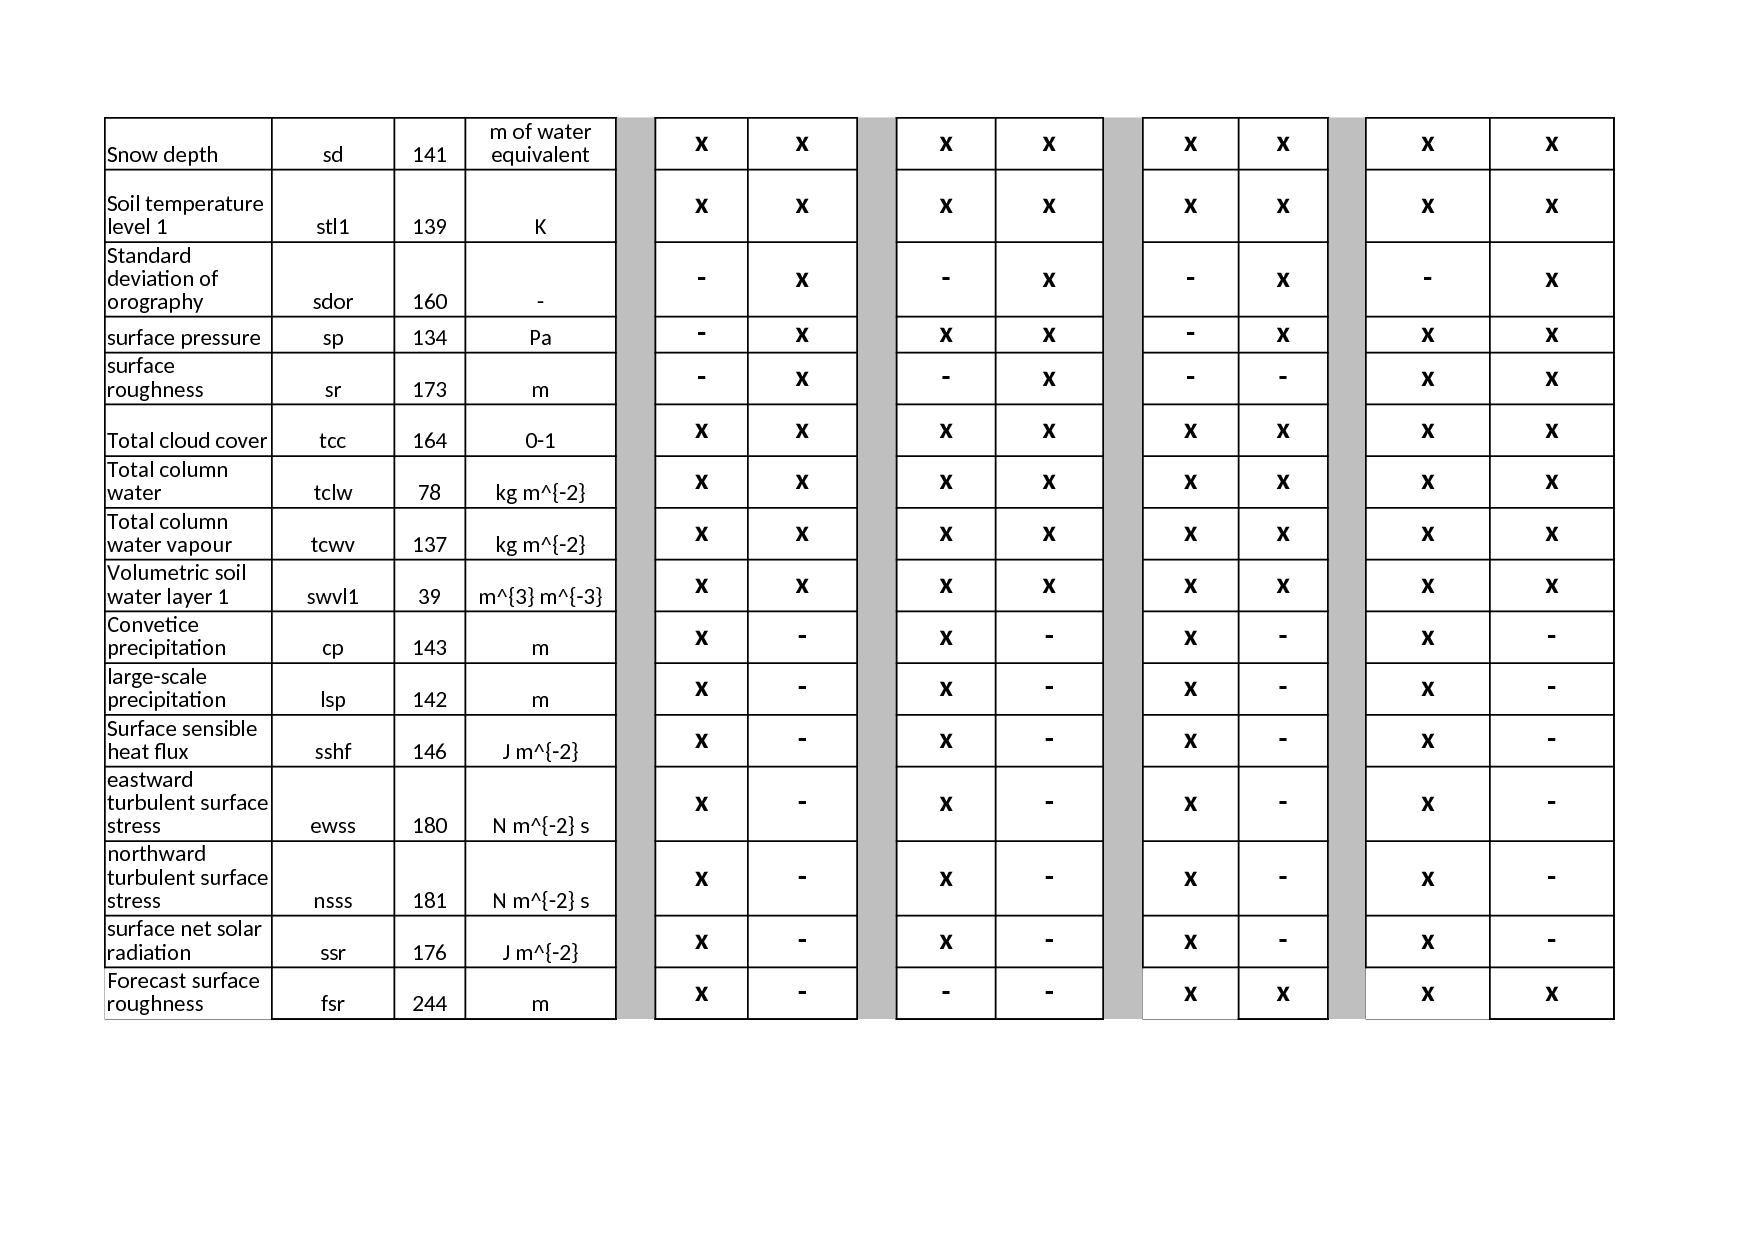 Snow depth sd 141 m of water equivalent x x x x x x x x
Soil temperature level 1 stl1 139 K x x x x x x x x
Standard deviation of orography sdor 160 - - x - x - x - x
surface pressure sp 134 Pa - x x x - x x x
surface roughness sr 173 m - x - x - - x x
Total cloud cover tcc 164 0-1 x x x x x x x x
Total column water tclw 78 kg m^{-2} x x x x x x x x
Total column water vapour tcwv 137 kg m^{-2} x x x x x x x x
Volumetric soil water layer 1 swvl1 39 m^{3} m^{-3} x x x x x x x x
Convetice precipitation cp 143 m x - x - x - x -
large-scale precipitation lsp 142 m x - x - x - x -
Surface sensible heat flux sshf 146 J m^{-2} x - x - x - x -
eastward turbulent surface stress ewss 180 N m^{-2} s x - x - x - x -
northward turbulent surface stress nsss 181 N m^{-2} s x - x - x - x -
surface net solar radiation ssr 176 J m^{-2} x - x - x - x -
Forecast surface roughness fsr 244 m x - - - x x x x